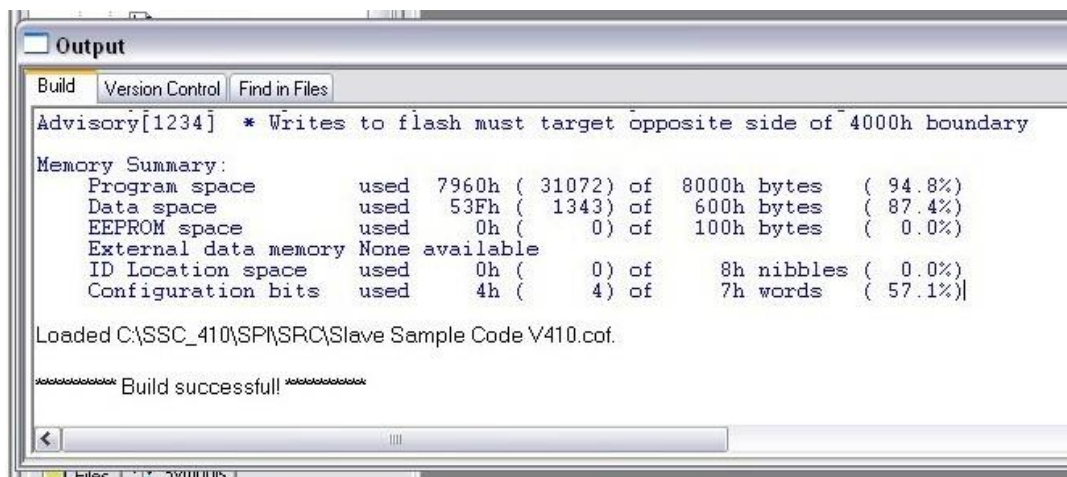 Output
Build Version Control Find in Files
Advisory[1234] * Writes to flash must target opposite side of 4000h boundary
Memory Summary:
Program space used 7960h ( 31072) of 8000h bytes ( 94.8%)
Data space used 53Fh ( 1343) of 600h bytes ( 87.4%)
EEPROM space used 0h ( 0) of 100h bytes ( 0.0%)
External data memory None available
ID Location space used 0h ( 0) of 8h nibbles ( 0.0%)
Configuration bits used 4h ( 4) of 7h words ( 57.1%)
Loaded C:\SSC_410\SPI\SRC\Slave Sample Code V410.cof.
********** Build successful! **********
Files Symbols